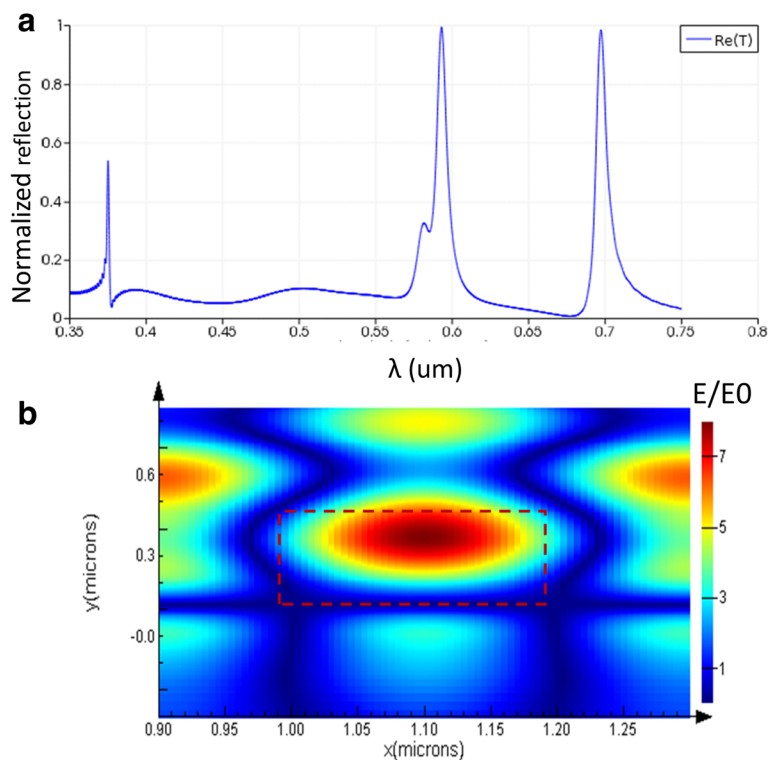 a
Normalized reflection
1
0.8
0.6
0.4
0.2
0
Re(T)
0.35 0.4 0.45 0.5 0.55 0.6 0.65 0.7 0.75 0.8
λ (um)
b
E/E0
y(microns)
0.6
0.3
-0.0
7
5
3
1
0.90 0.95 1.00 1.05 1.10 1.15 1.20 1.25
x(microns)